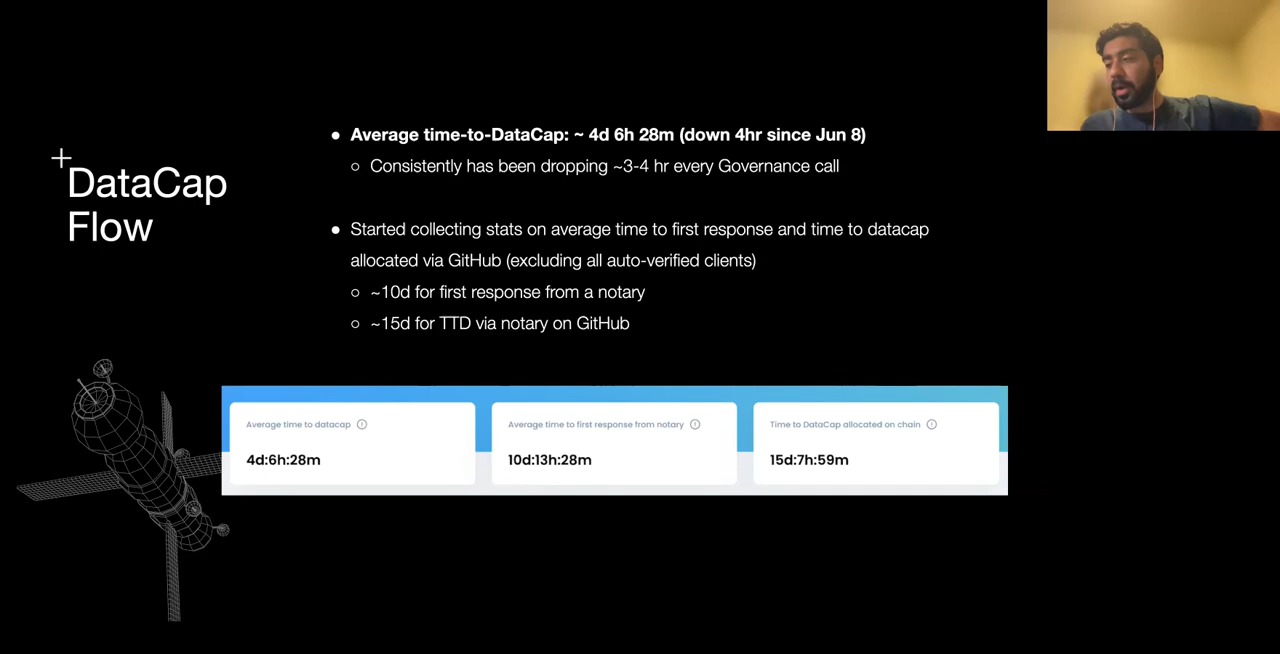 DataCap
Flow
● Average time-to-DataCap: ~ 4d 6h 28m (down 4hr since Jun 8)
○ Consistently has been dropping ~3-4 hr every Governance call
● Started collecting stats on average time to first response and time to datacap
allocated via GitHub (excluding all auto-verified clients)
○ ~10d for first response from a notary
○ ~15d for TTD via notary on GitHub
Average time to datacap
4d:6h:28m
Average time to first response from notary
10d:13h:28m
Time to DataCap allocated on chain
15d:7h:59m